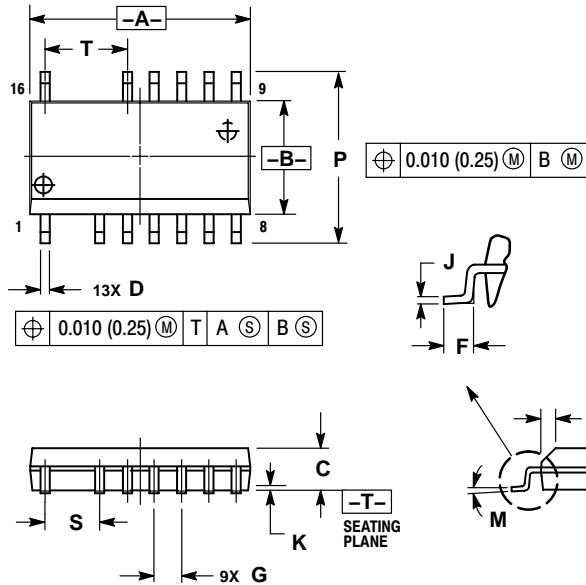 –A–
T
16
9
–B–
P
⌖ 0.010 (0.25) Ⓜ B Ⓜ
1
8
13X D
J
⌖ 0.010 (0.25) Ⓜ T A Ⓢ B Ⓢ
F
C
–T–
SEATING
PLANE
S
K
M
9X G